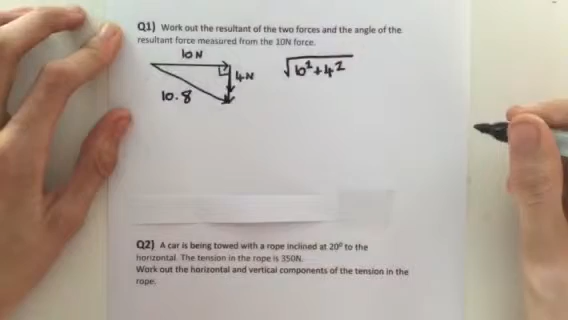 Q1) Work out the resultant of the two forces and the angle of the
resultant force measured from the 10N force.
10N
4N
√10²+4²
10.8
Q2) A car is being towed with a rope inclined at 20⁰ to the
horizontal. The tension in the rope is 350N.
Work out the horizontal and vertical components of the tension in the
rope.